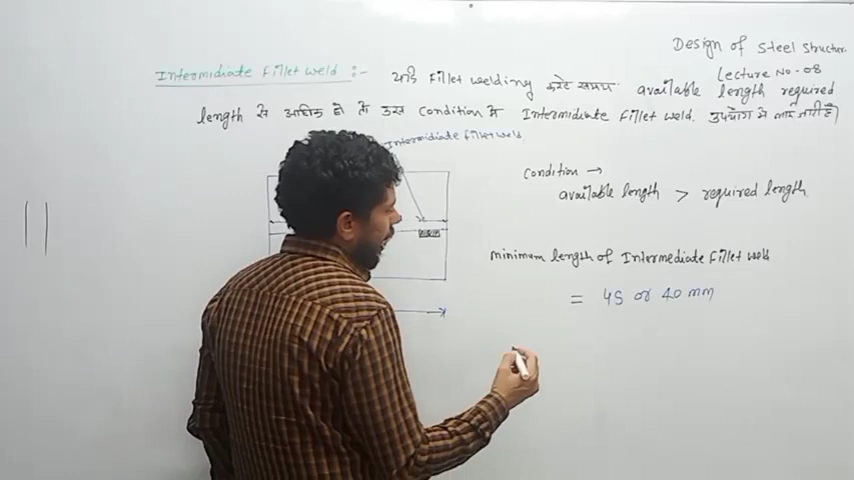 Design of Steel Structure
Lecture No - 08
Intermidiate Fillet weld :- यदि Fillet welding करते समय available length required
length से अधिक हो तो उस Condition मे Intermidiate Fillet weld. उपयोग मे लाई जाती है।
Intermidiate Fillet weld.
Condition →
available length > required length.
minimum length of Intermediate Fillet weld
= 4S or 40 mm